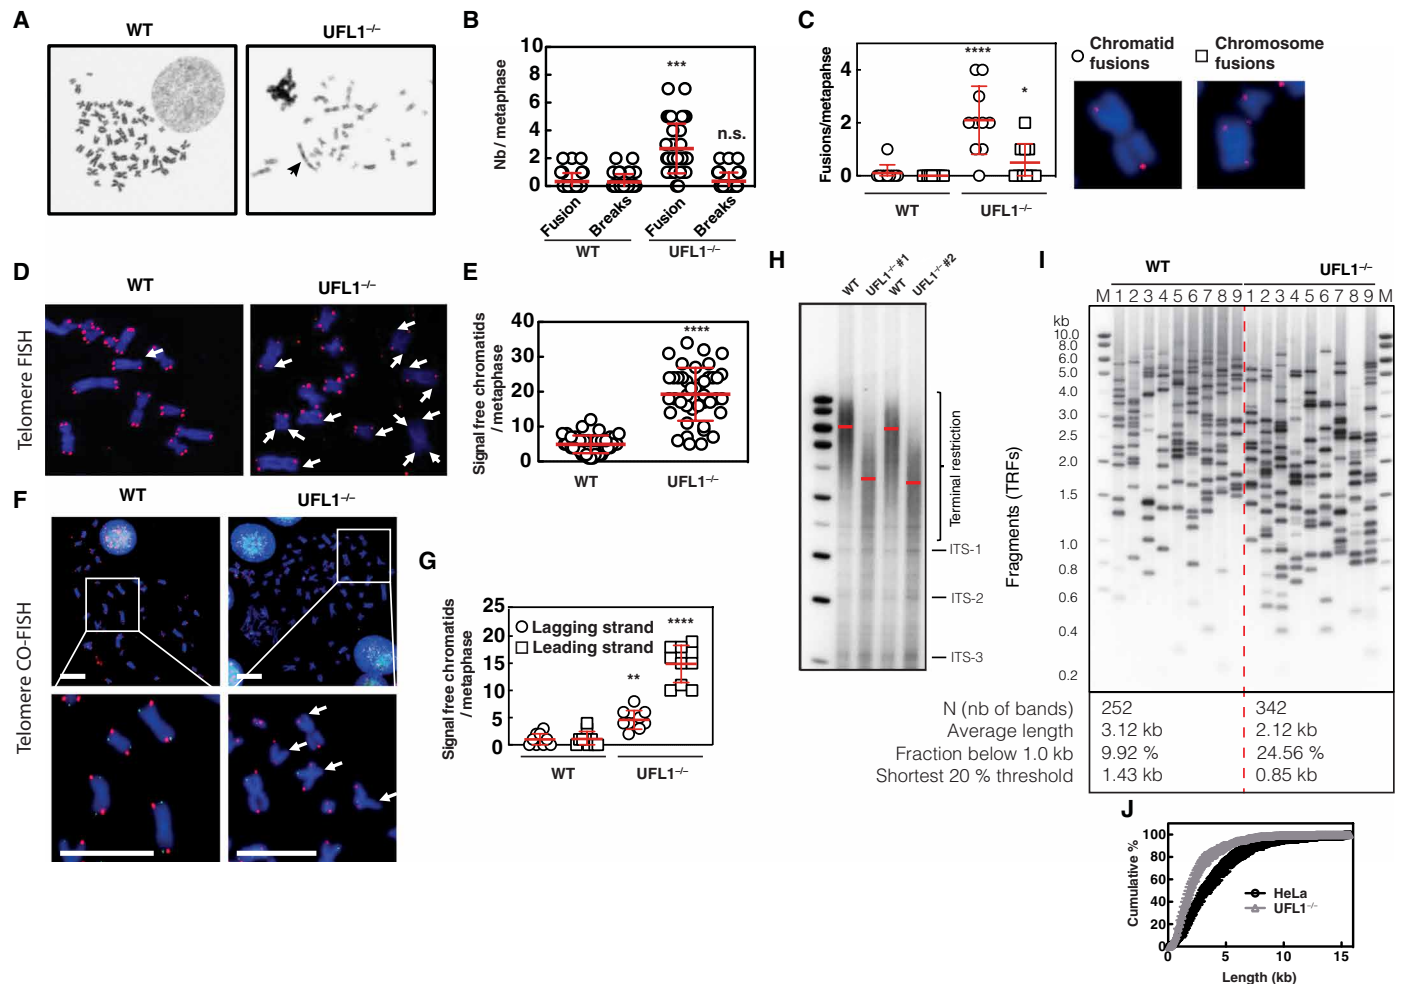 A
WT
UFL1–/–
B
Nb / metaphase
10
8
6
4
2
0
***
n.s.
Fusion
Breaks
Fusion
Breaks
WT
UFL1–/–
C
Fusions/metapahse
4
2
0
****
*
WT
UFL1–/–
Chromatid
fusions
Chromosome
fusions
D
Telomere FISH
WT
UFL1–/–
E
Signal free chromatids
/ metaphase
40
30
20
10
0
****
WT
UFL1–/–
F
Telomere CO-FISH
WT
UFL1–/–
G
Signal free chromatids
/ metaphase
25
20
15
10
5
0
Lagging strand
Leading strand
**
****
WT
UFL1–/–
H
WT
UFL1–/– #1
WT
UFL1–/– #2
Terminal restriction
Fragments (TRFs)
ITS-1
ITS-2
ITS-3
I
WT
UFL1–/–
M 1 2 3 4 5 6 7 8 9 1 2 3 4 5 6 7 8 9 M
kb
10.0
8.0
6.0
5.0
4.0
3.0
2.5
2.0
1.5
1.0
0.8
0.6
0.4
0.2
N (nb of bands) 252 342
Average length 3.12 kb 2.12 kb
Fraction below 1.0 kb 9.92 % 24.56 %
Shortest 20 % threshold 1.43 kb 0.85 kb
J
Cumulative %
100
80
60
40
20
0
HeLa
UFL1–/–
0 5 10 15
Length (kb)